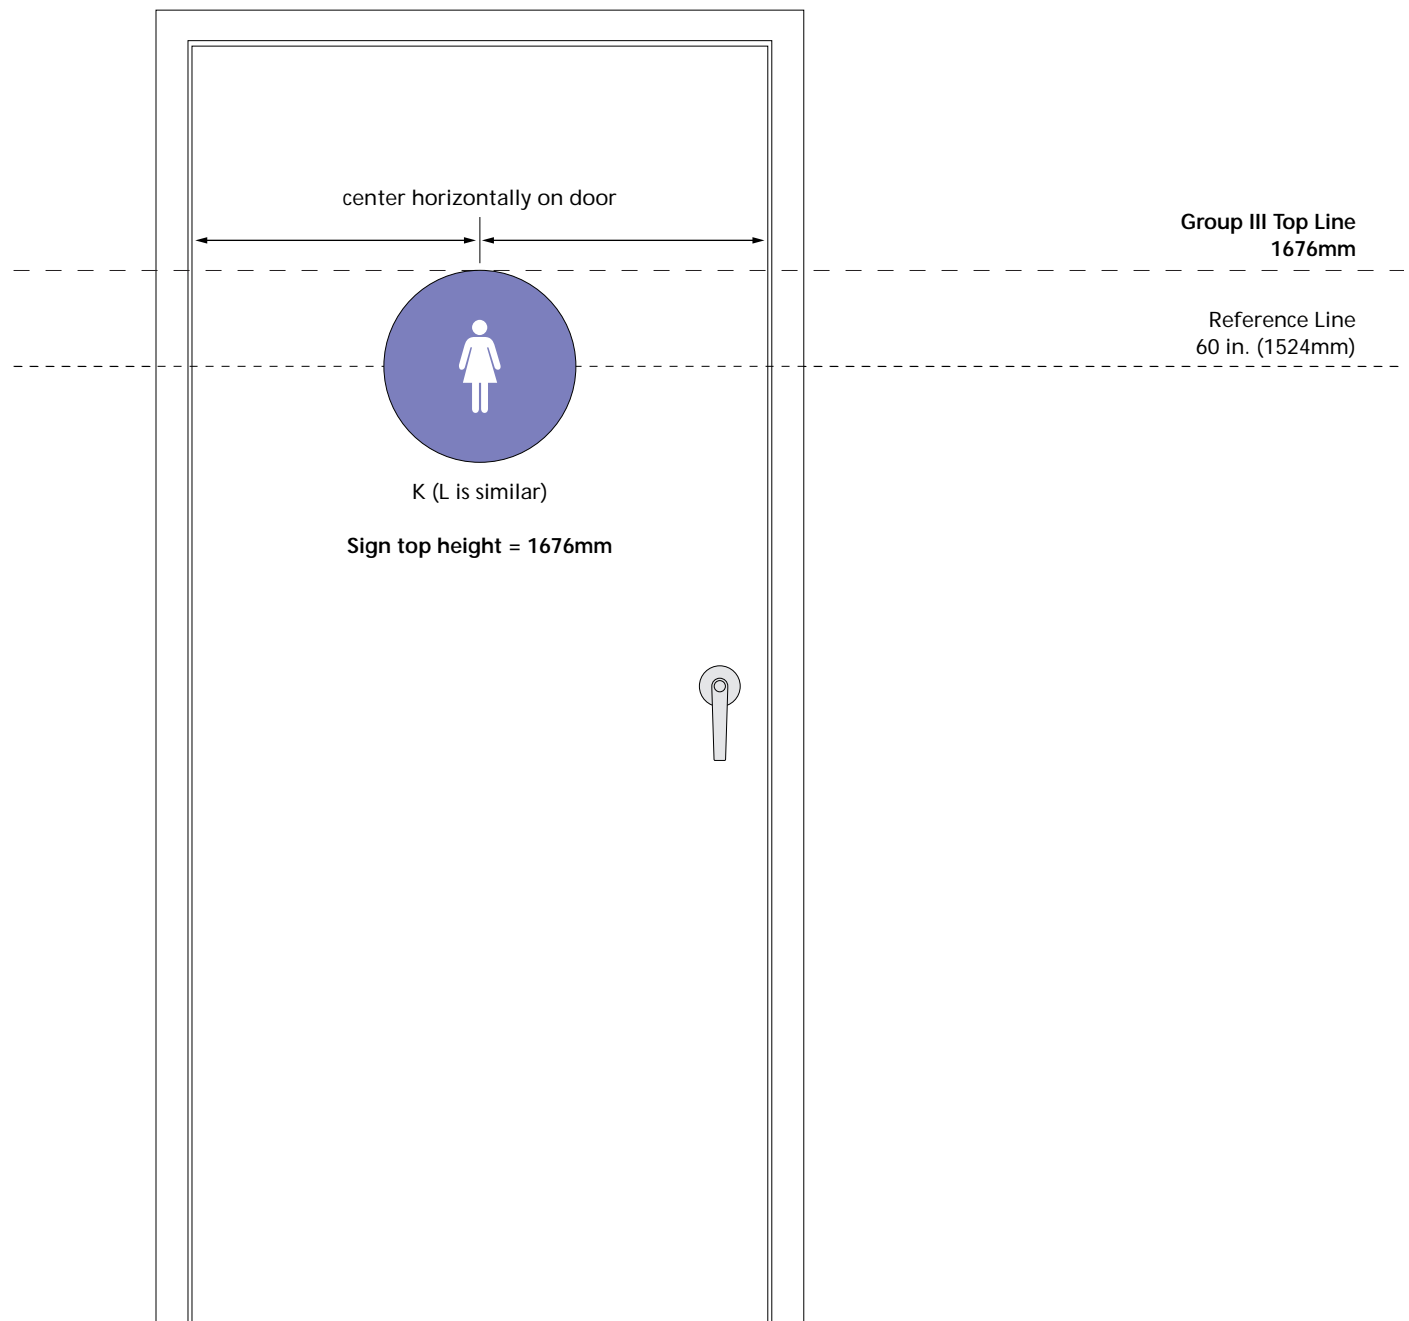 center horizontally on door
Group III Top Line
1676mm
Reference Line
60 in. (1524mm)
K (L is similar)
Sign top height = 1676mm